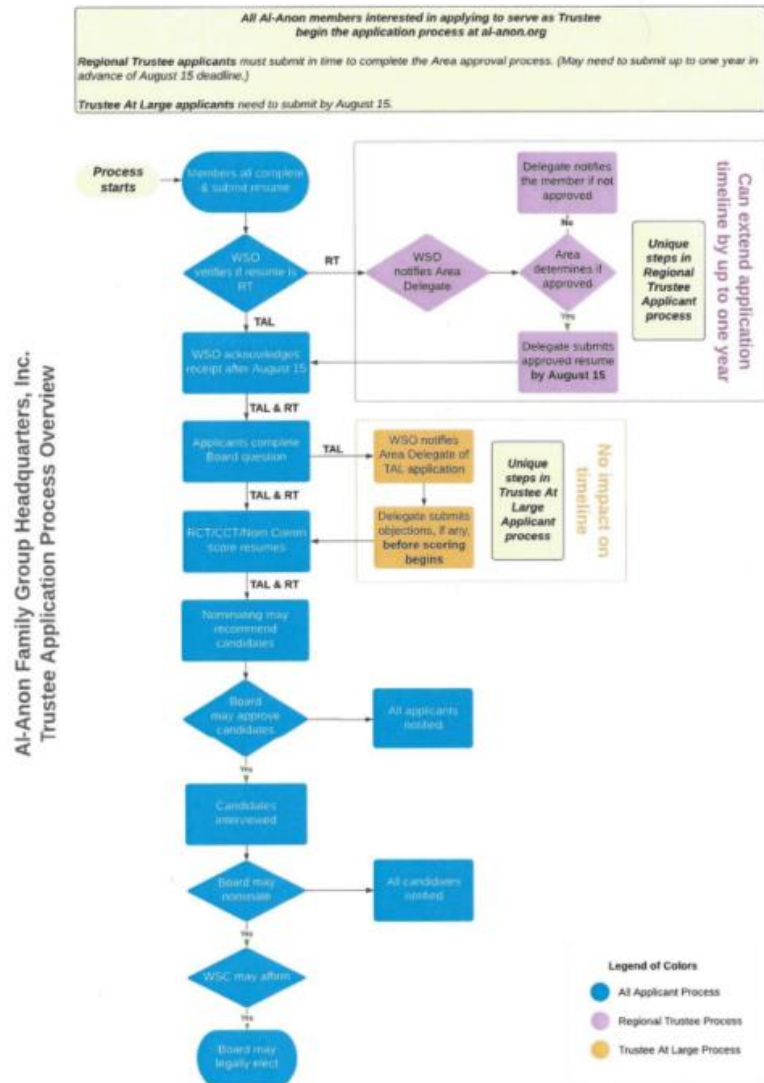 All Al-Anon members interested in applying to serve as Trustee
begin the application process at al-anon.org
Regional Trustee applicants must submit in time to complete the Area approval process. (May need to submit up to one year in
advance of August 15 deadline.)
Trustee At Large applicants need to submit by August 15.
Al-Anon Family Group Headquarters, Inc.
Trustee Application Process Overview
Process
starts
Members all complete
& submit resume
WSO
verifies if resume is
RT
RT
WSO
notifies Area
Delegate
Area
determines if
approved
No
Delegate notifies
the member if not
approved
Yes
Delegate submits
approved resume
by August 15
Unique
steps in
Regional
Trustee
Applicant
process
Can extend application
timeline by up to one year
TAL
WSO acknowledges
receipt after August 15
TAL & RT
Applicants complete
Board question
TAL
WSO notifies
Area Delegate of
TAL application
Delegate submits
objections, if any,
before scoring
begins
Unique
steps in
Trustee At
Large
Applicant
process
No impact on
timeline
TAL & RT
RCT/CCT/Nom Comm
score resumes
TAL & RT
Nominating may
recommend
candidates
Board
may approve
candidates
All applicants
notified
Yes
Candidates
interviewed
Board may
nominate
All candidates
notified
Yes
WSC may affirm
Yes
Board may
legally elect
Legend of Colors
All Applicant Process
Regional Trustee Process
Trustee At Large Process